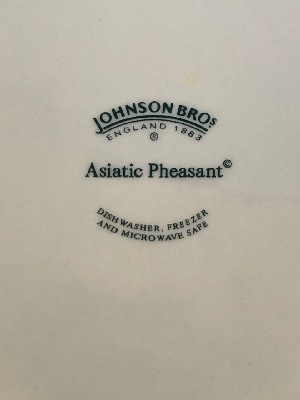 JOHNSON BROS
ENGLAND 1883
®
Asiatic Pheasant©
DISHWASHER, FREEZER
AND MICROWAVE SAFE